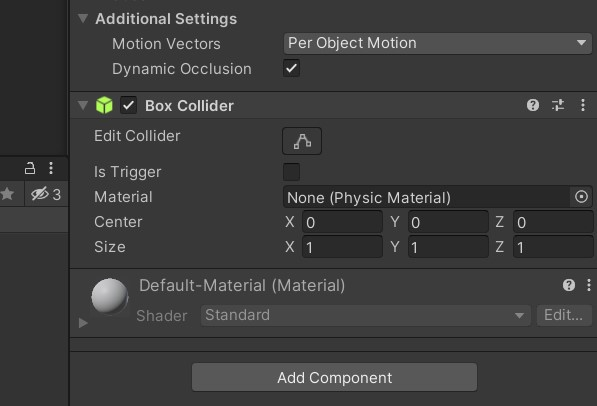 Additional Settings
Motion Vectors Per Object Motion
Dynamic Occlusion
Box Collider
Edit Collider
Is Trigger
3
Material None (Physic Material)
Center X 0 Y 0 Z 0
Size X 1 Y 1 Z 1
Default-Material (Material)
Shader Standard Edit...
Add Component